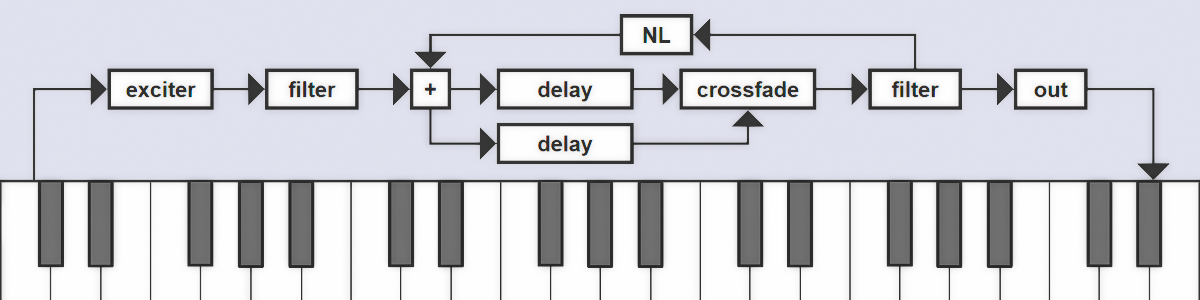 NL
exciter
filter
+
delay
crossfade
filter
out
delay